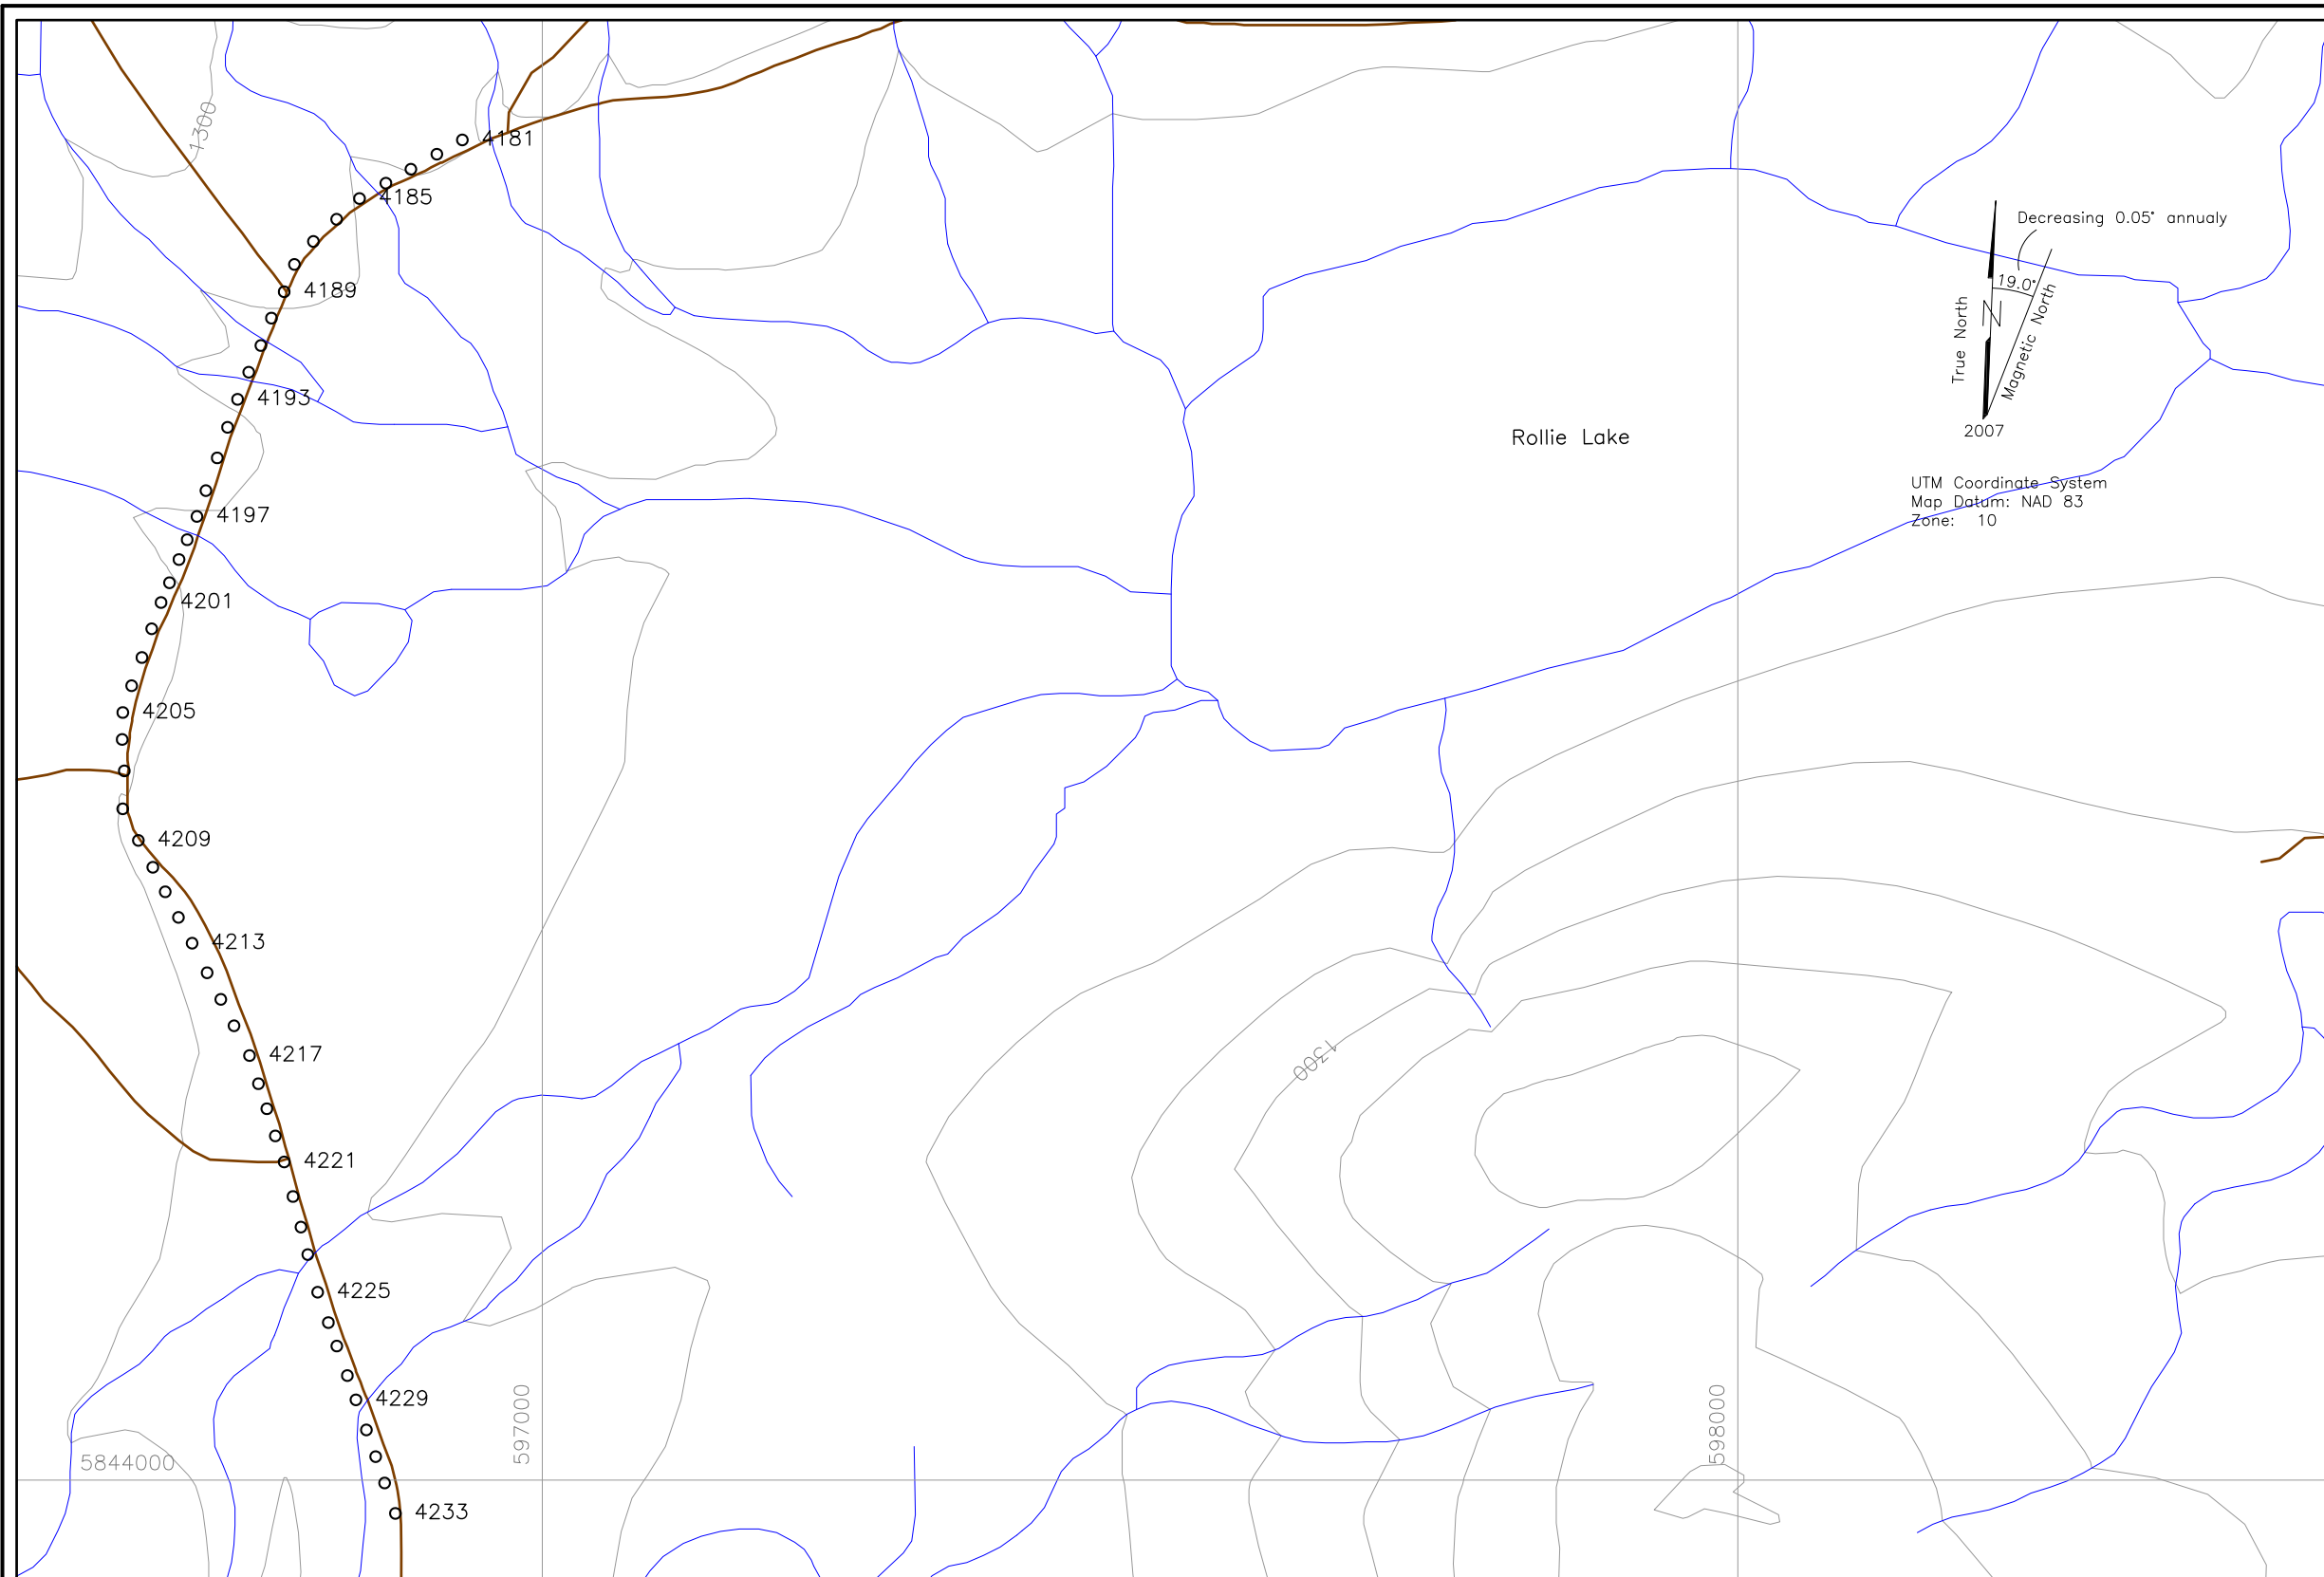 1300
4181
4185
Decreasing 0.05° annualy
19.0°
True North
N
Magnetic North
4189
4193
2007
Rollie Lake
UTM Coordinate System
Map Datum: NAD 83
Zone: 10
4197
4201
4205
4209
4213
4217
1500
4221
4225
4229
597000
598000
5844000
4233